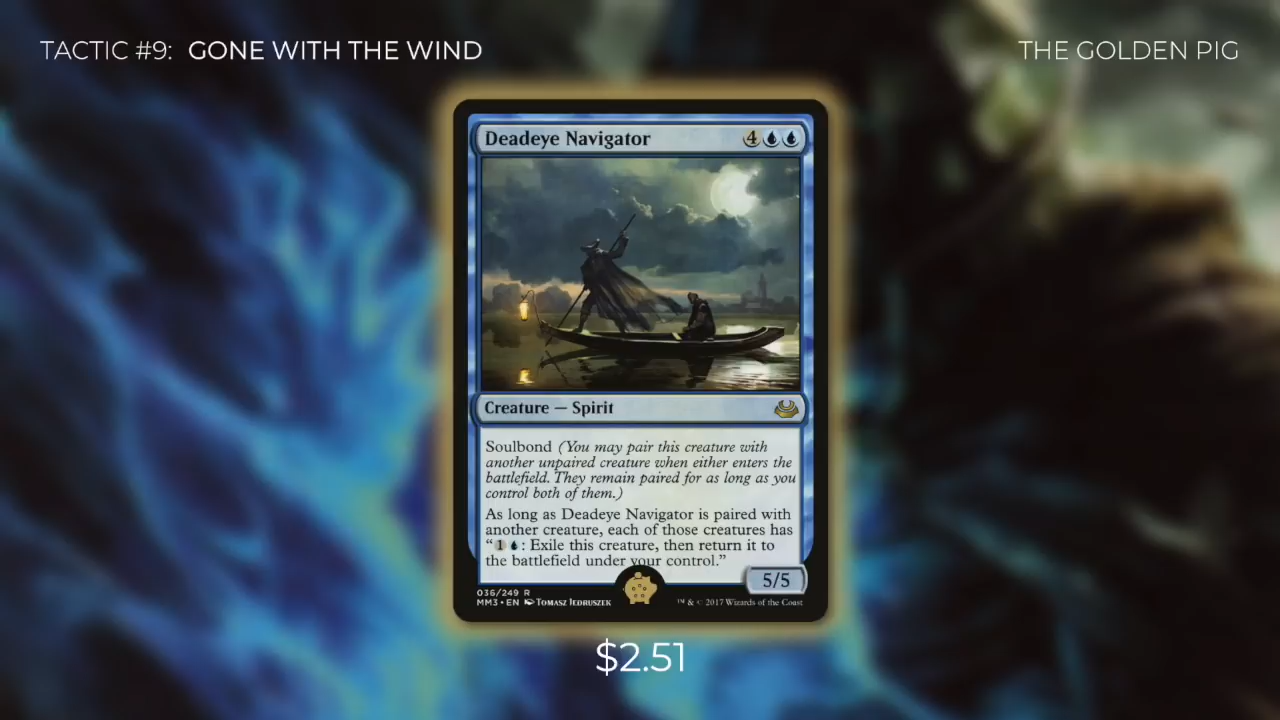 TACTIC #9: GONE WITH THE WIND
THE GOLDEN PIG
Deadeye Navigator 4
Creature — Spirit
Soulbond (You may pair this creature with
another unpaired creature when either enters the
battlefield. They remain paired for as long as you
control both of them.)
As long as Deadeye Navigator is paired with
another creature, each of those creatures has
“1 : Exile this creature, then return it to
the battlefield under your control.”
5/5
036/249 R
MM3 • EN Tomasz Jedruszek
™ & © 2017 Wizards of the Coast
$2.51